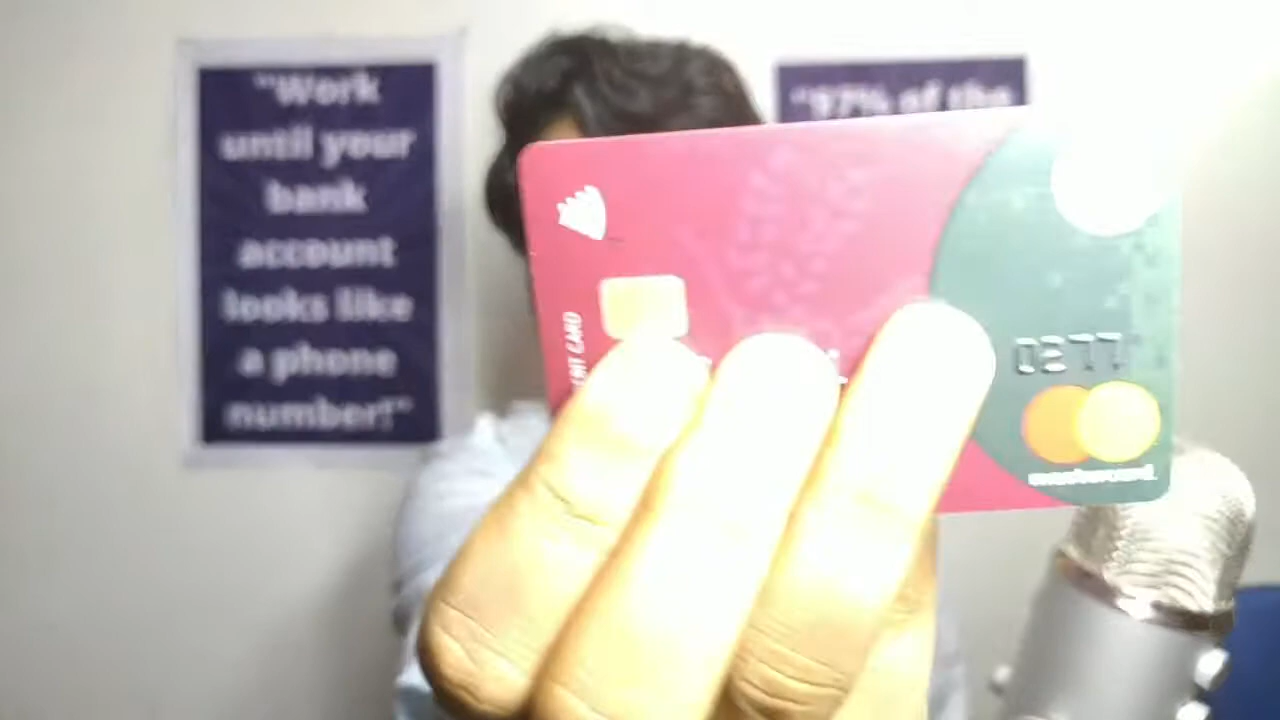 "Work
until your
bank
account
looks like
a phone
number!"
"97% of the
mastercard